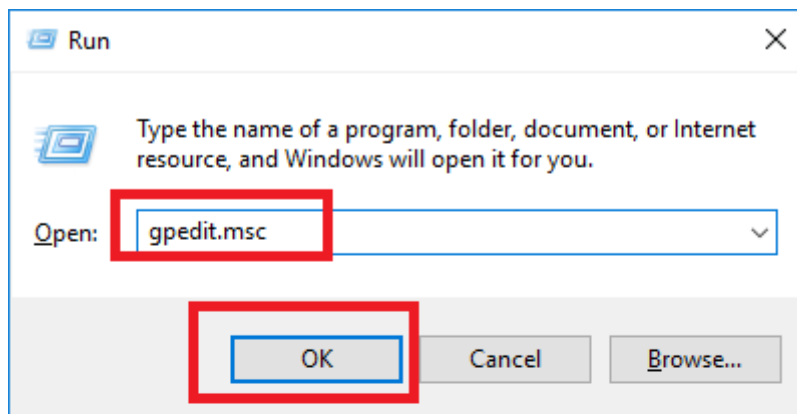 Run
Type the name of a program, folder, document, or Internet
resource, and Windows will open it for you.
Open: gpedit.msc
OK Cancel Browse...